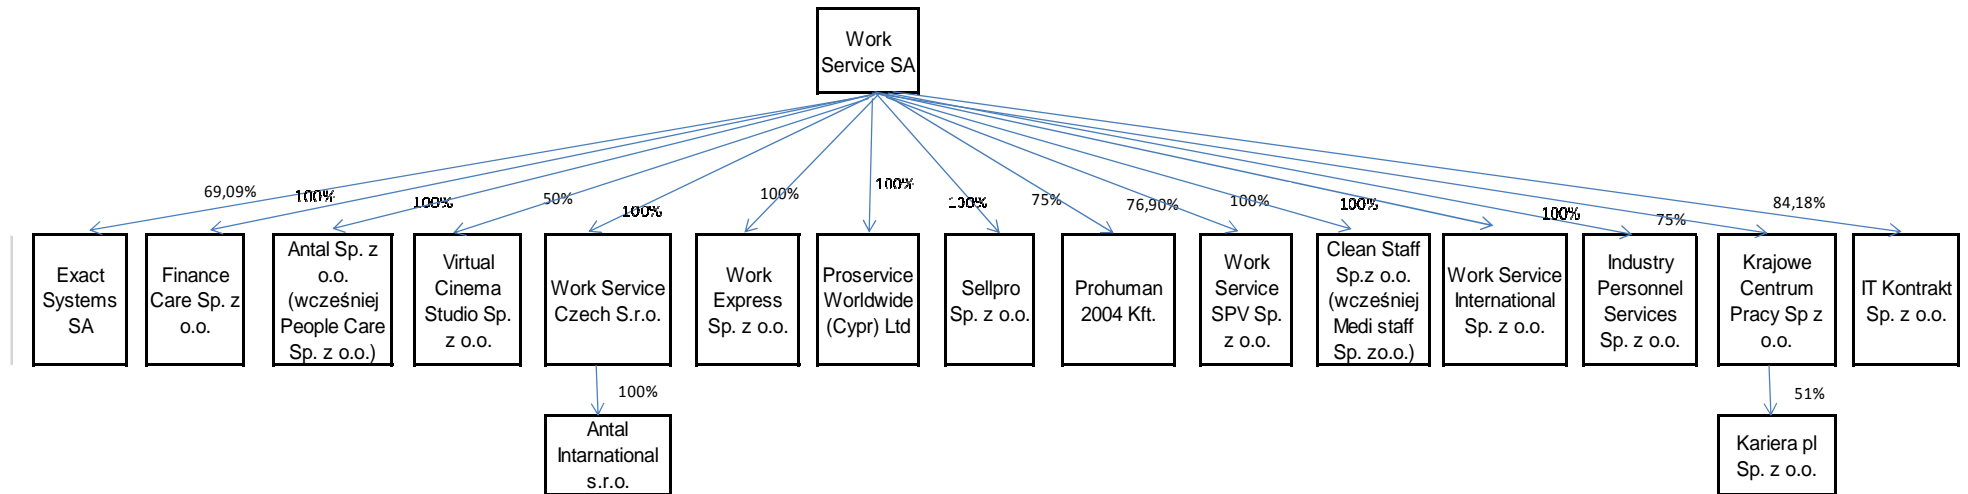 Work
Service SA
69,09%
100%
100%
50%
100%
100%
100%
100%
75%
76,90%
100%
100%
100%
75%
84,18%
Exact
Systems
SA
Finance
Care Sp. z
o.o.
Antal Sp. z
o.o.
(wcześniej
People Care
Sp. z o.o.)
Virtual
Cinema
Studio Sp.
z o.o.
Work Service
Czech S.r.o.
Work
Express
Sp. z o.o.
Proservice
Worldwide
(Cypr) Ltd
Sellpro
Sp. z o.o.
Prohuman
2004 Kft.
Work
Service
SPV Sp.
z o.o.
Clean Staff
Sp.z o.o.
(wcześniej
Medi staff
Sp. zo.o.)
Work Service
International
Sp. z o.o.
Industry
Personnel
Services
Sp. z o.o.
Krajowe
Centrum
Pracy Sp z
o.o.
IT Kontrakt
Sp. z o.o.
100%
51%
Antal
Intarnational
s.r.o.
Kariera pl
Sp. z o.o.